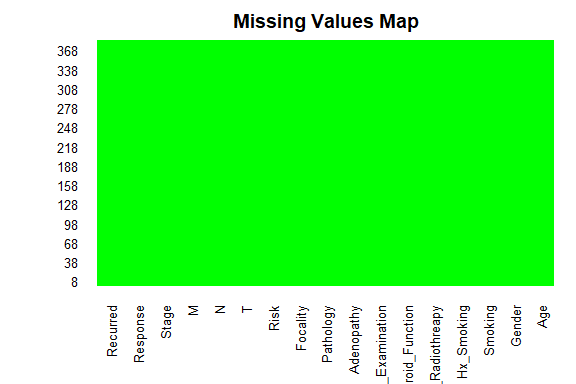 Missing Values Map
368
338
308
278
248
218
188
158
128
98
68
38
8
Recurred
Response
Stage
M
N
T
Risk
Focality
Pathology
Adenopathy
_Examination
roid_Function
_Radiothreapy
Hx_Smoking
Smoking
Gender
Age